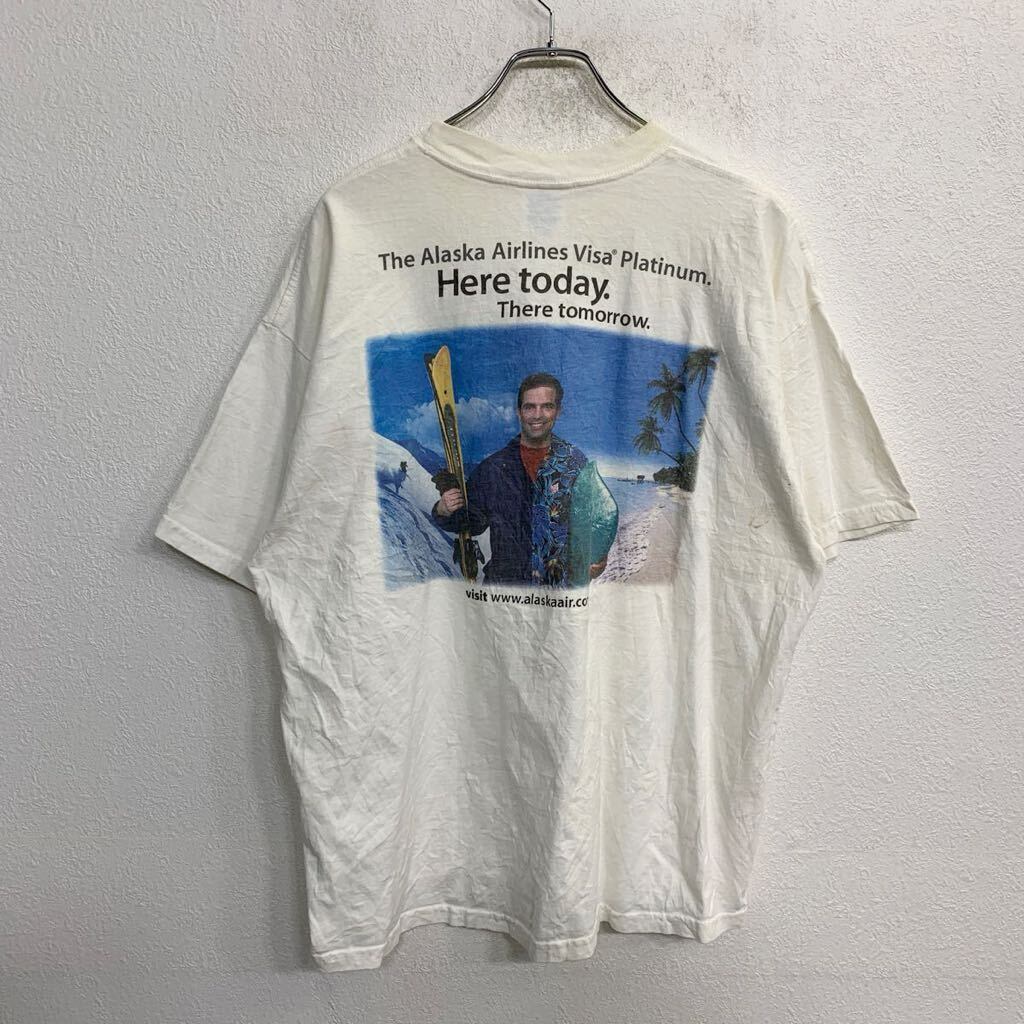 The Alaska Airlines Visa® Platinum.
Here today.
There tomorrow.
visit www.alaskaair.co